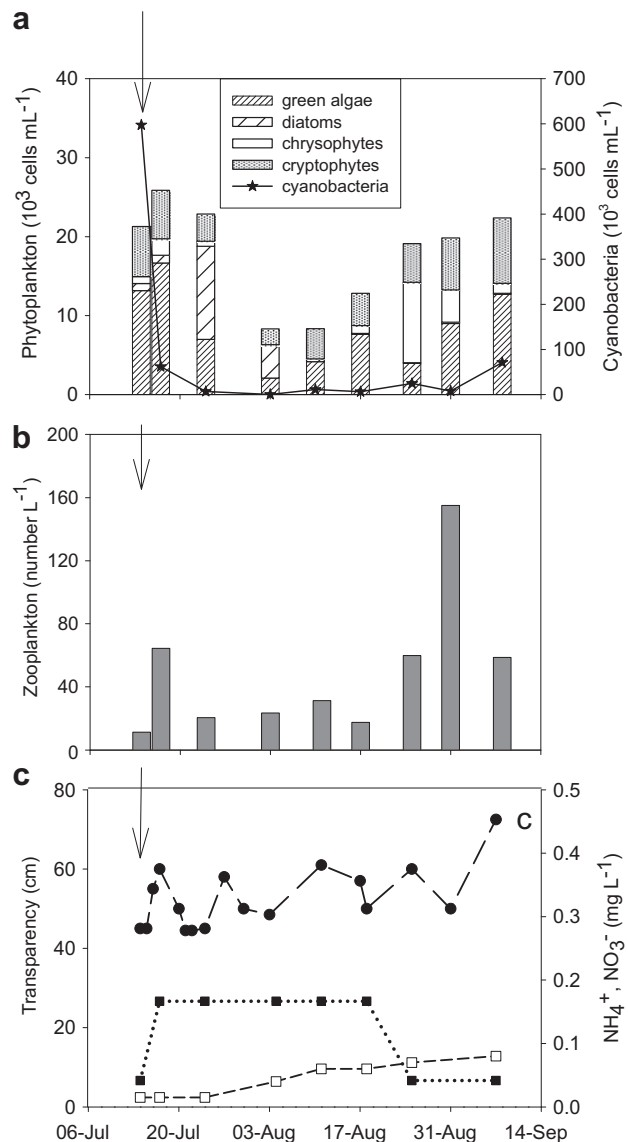 a
40
30
20
10
0
Phytoplankton (10³ cells mL⁻¹)
green algae
diatoms
chrysophytes
cryptophytes
cyanobacteria
700
600
500
400
300
200
100
0
Cyanobacteria (10³ cells mL⁻¹)
b
200
160
120
80
40
0
Zooplankton (number L⁻¹)
c
80
60
40
20
0
Transparency (cm)
C
0.5
0.4
0.3
0.2
0.1
0.0
NH₄⁺, NO₃⁻ (mg L⁻¹)
06-Jul 20-Jul 03-Aug 17-Aug 31-Aug 14-Sep